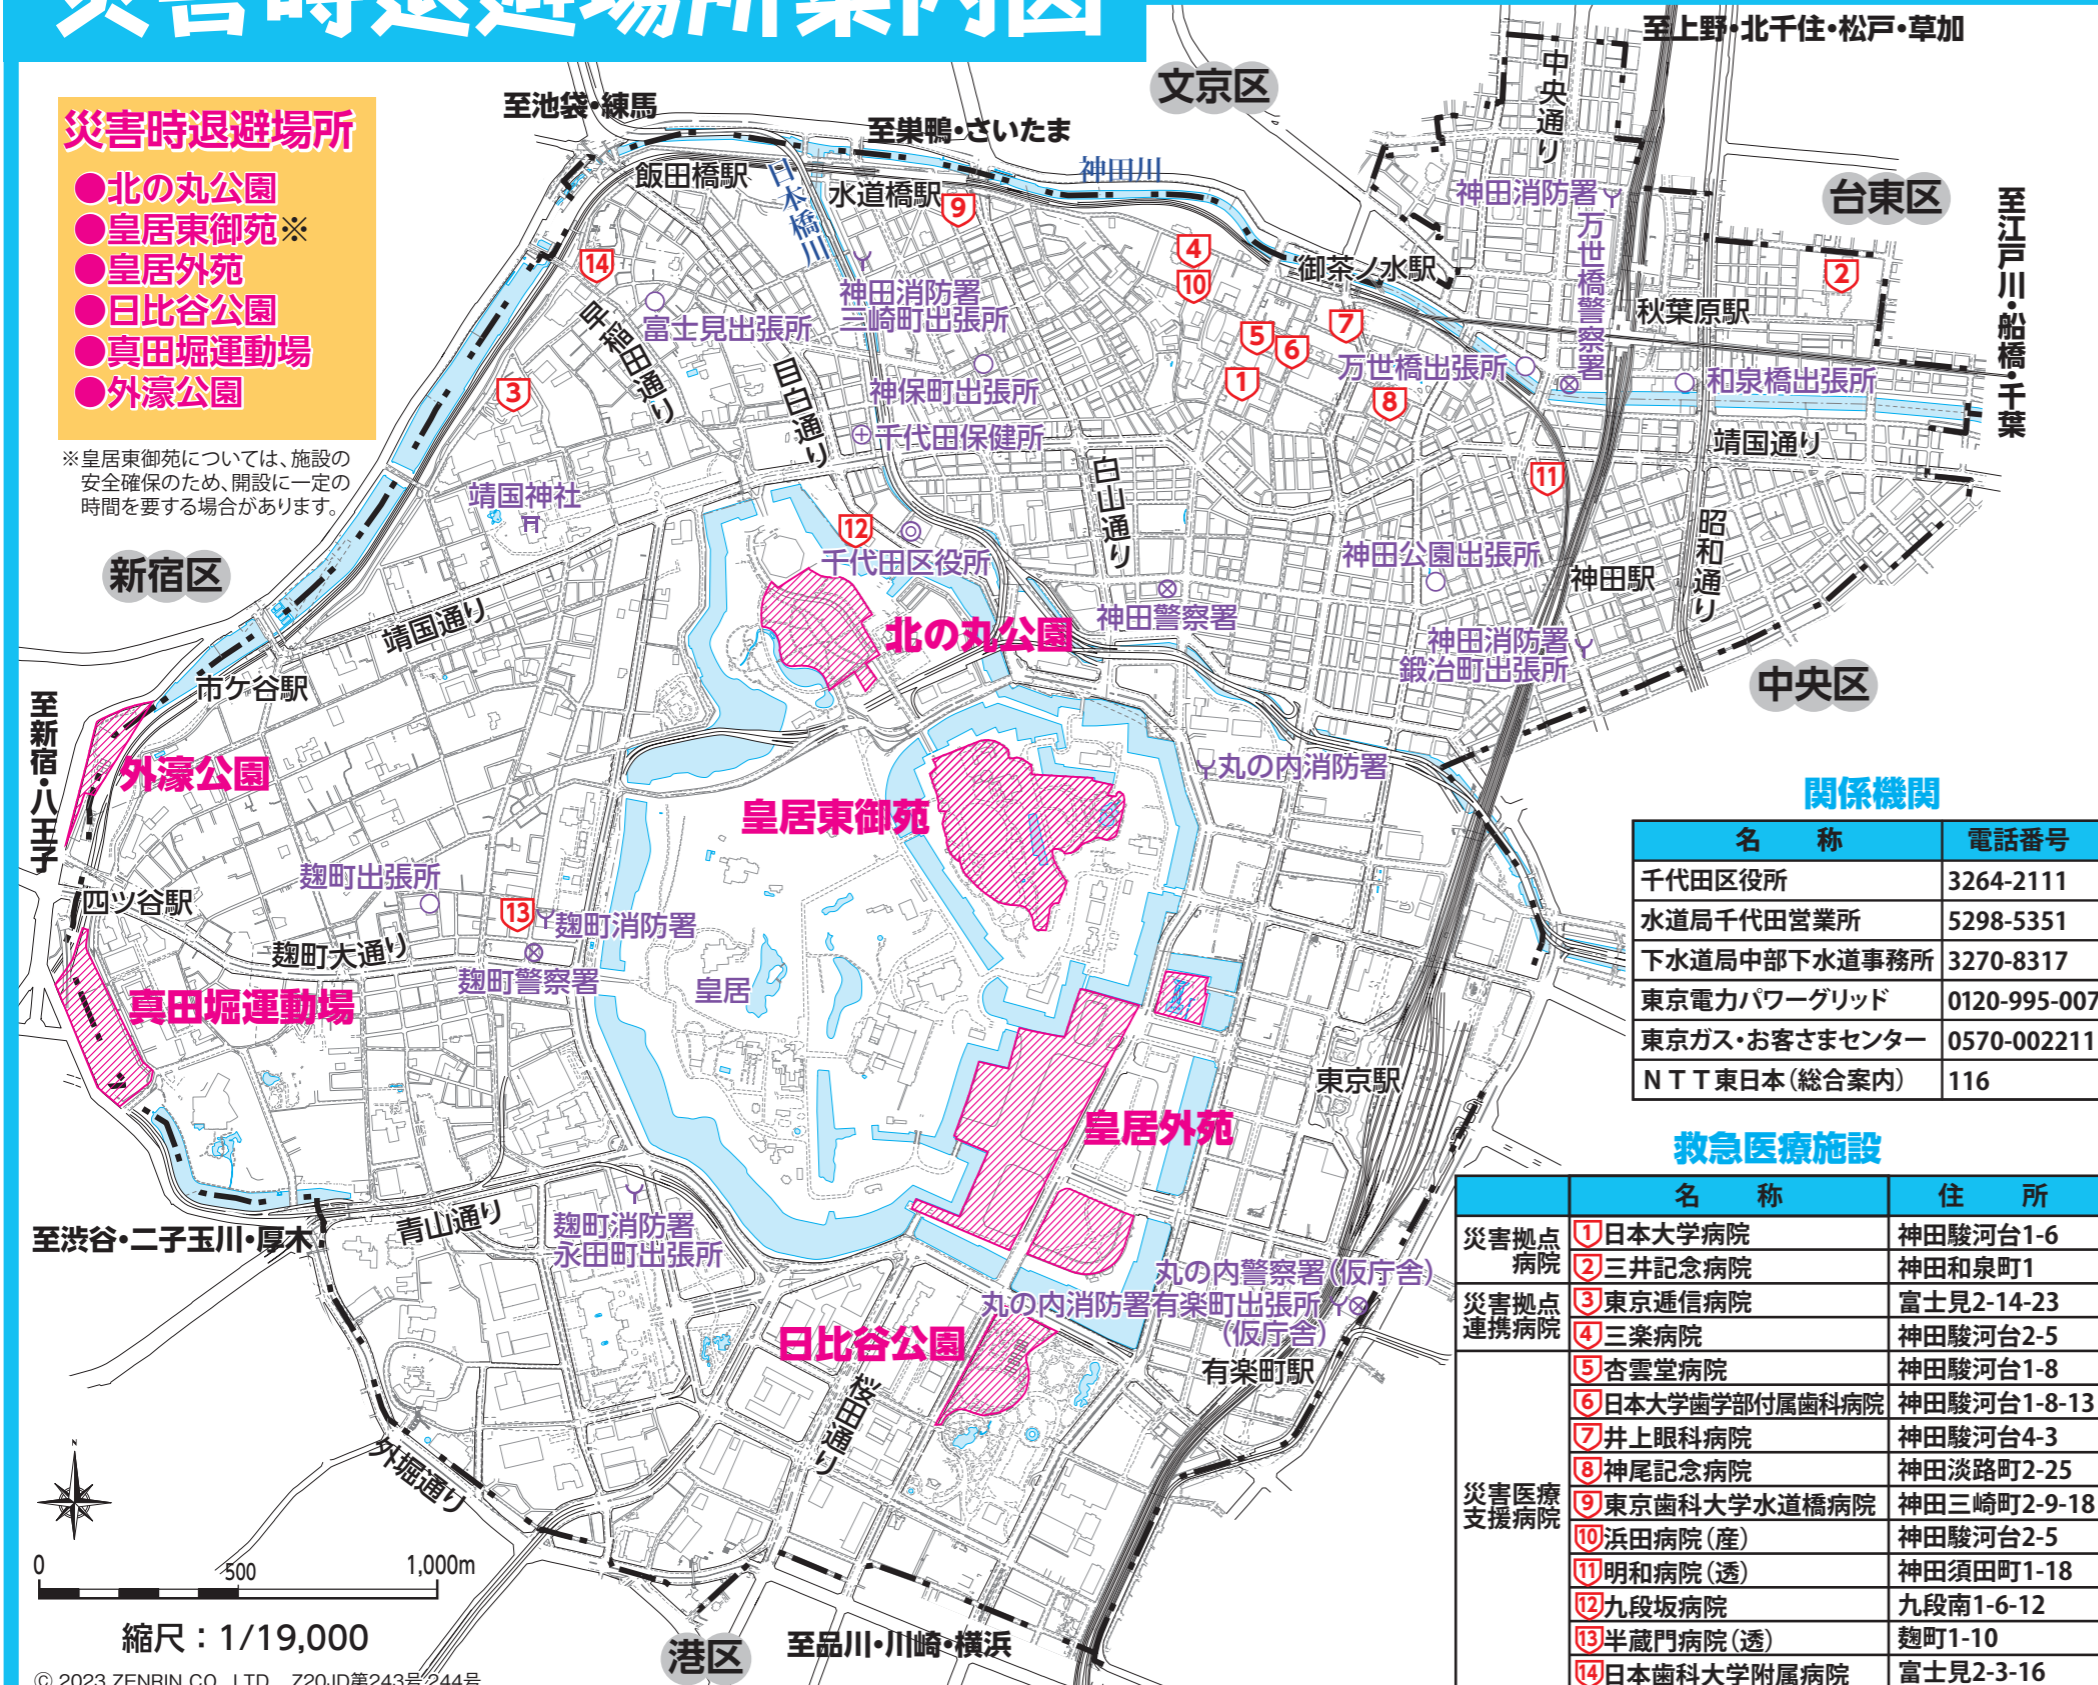 災害時退避場所案内図
災害時退避場所
●北の丸公園
●皇居東御苑※
●皇居外苑
●日比谷公園
●真田堀運動場
●外濠公園
※皇居東御苑については、施設の
安全確保のため、開設に一定の
時間を要する場合があります。
至上野・北千住・松戸・草加
文京区
至池袋・練馬
至巣鴨・さいたま
中央通り
飯田橋駅
日本橋川
水道橋駅
9
神田川
神田消防署
万世橋警察署
台東区
至江戸川・船橋・千葉
14
4
10
御茶ノ水駅
2
富士見出張所
神田消防署
三崎町出張所
早稲田通り
目白通り
5
6
7
秋葉原駅
3
神保町出張所
1
万世橋出張所
8
和泉橋出張所
千代田保健所
靖国通り
白山通り
11
靖国神社
12
千代田区役所
昭和通り
新宿区
神田公園出張所
神田駅
靖国通り
北の丸公園
神田警察署
神田消防署
鍛冶町出張所
中央区
市ケ谷駅
至新宿・八王子
外濠公園
丸の内消防署
皇居東御苑
麹町出張所
四ツ谷駅
13
麹町消防署
麹町大通り
麹町警察署
皇居
真田堀運動場
東京駅
皇居外苑
青山通り
至渋谷・二子玉川・厚木
麹町消防署
永田町出張所
丸の内警察署(仮庁舎)
丸の内消防署有楽町出張所
(仮庁舎)
日比谷公園
有楽町駅
桜田通り
外堀通り
N
0
500
1,000m
縮尺：1/19,000
港区
至品川・川崎・横浜
© 2023 ZENRIN CO., LTD. Z20JD第243号/244号
関係機関
名 称 電話番号
千代田区役所 3264-2111
水道局千代田営業所 5298-5351
下水道局中部下水道事務所 3270-8317
東京電力パワーグリッド 0120-995-007
東京ガス・お客さまセンター 0570-002211
NTT東日本(総合案内) 116
救急医療施設
名 称 住 所
災害拠点
病院
1 日本大学病院 神田駿河台1-6
2 三井記念病院 神田和泉町1
災害拠点
連携病院
3 東京逓信病院 富士見2-14-23
4 三楽病院 神田駿河台2-5
災害医療
支援病院
5 杏雲堂病院 神田駿河台1-8
6 日本大学歯学部付属歯科病院 神田駿河台1-8-13
7 井上眼科病院 神田駿河台4-3
8 神尾記念病院 神田淡路町2-25
9 東京歯科大学水道橋病院 神田三崎町2-9-18
10 浜田病院(産) 神田駿河台2-5
11 明和病院(透) 神田須田町1-18
12 九段坂病院 九段南1-6-12
13 半蔵門病院(透) 麹町1-10
14 日本歯科大学附属病院 富士見2-3-16